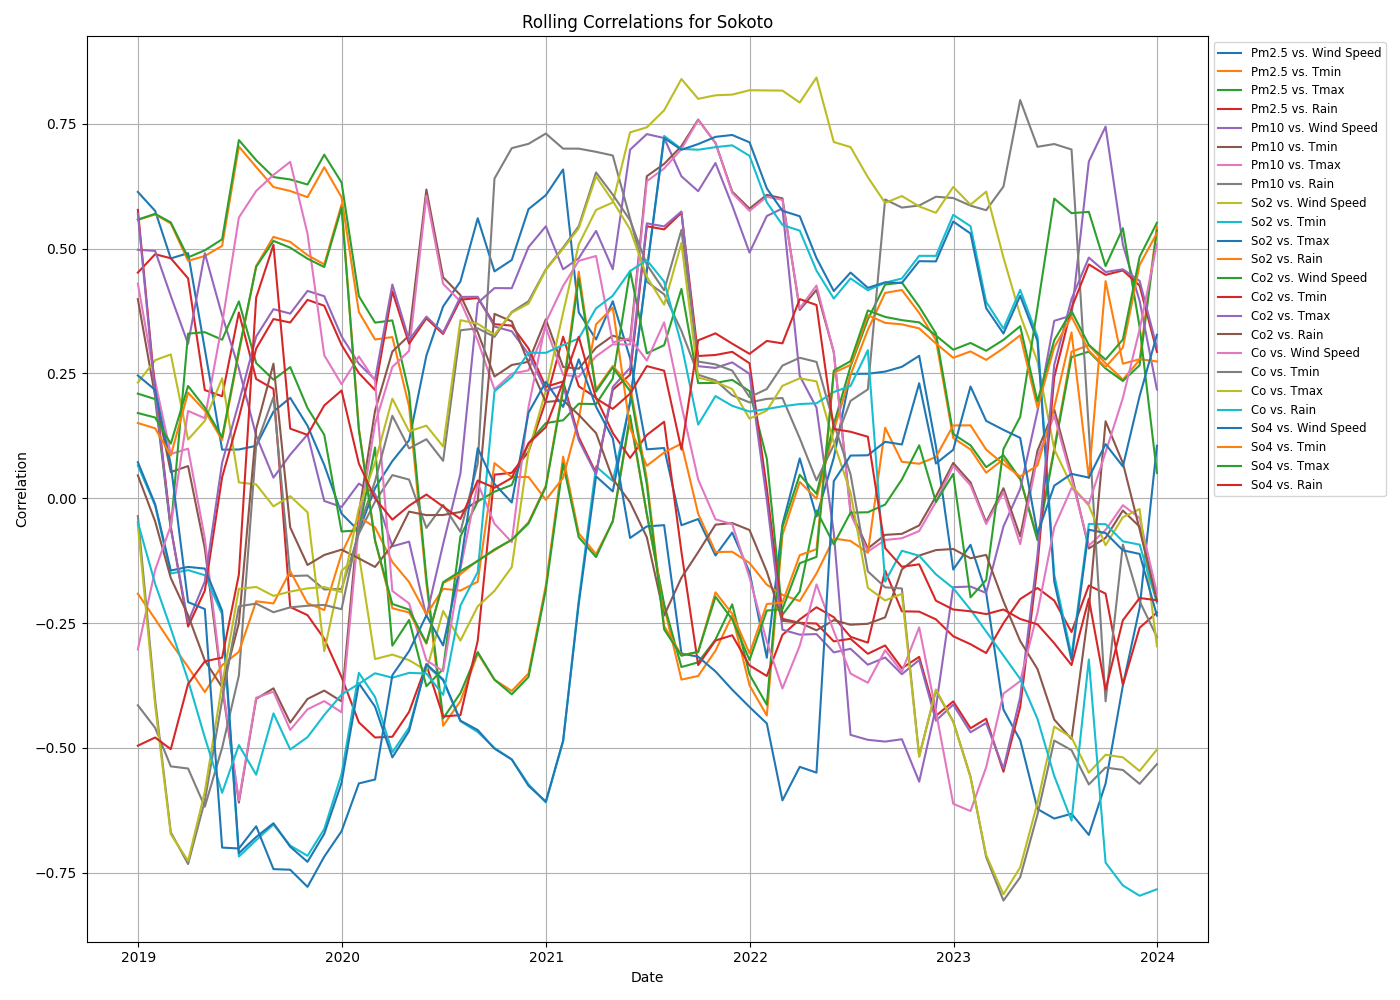 Rolling Correlations for Sokoto
Correlation
0.75
0.50
0.25
0.00
−0.25
−0.50
−0.75
2019
2020
2021
2022
2023
2024
Date
Pm2.5 vs. Wind Speed
Pm2.5 vs. Tmin
Pm2.5 vs. Tmax
Pm2.5 vs. Rain
Pm10 vs. Wind Speed
Pm10 vs. Tmin
Pm10 vs. Tmax
Pm10 vs. Rain
So2 vs. Wind Speed
So2 vs. Tmin
So2 vs. Tmax
So2 vs. Rain
Co2 vs. Wind Speed
Co2 vs. Tmin
Co2 vs. Tmax
Co2 vs. Rain
Co vs. Wind Speed
Co vs. Tmin
Co vs. Tmax
Co vs. Rain
So4 vs. Wind Speed
So4 vs. Tmin
So4 vs. Tmax
So4 vs. Rain